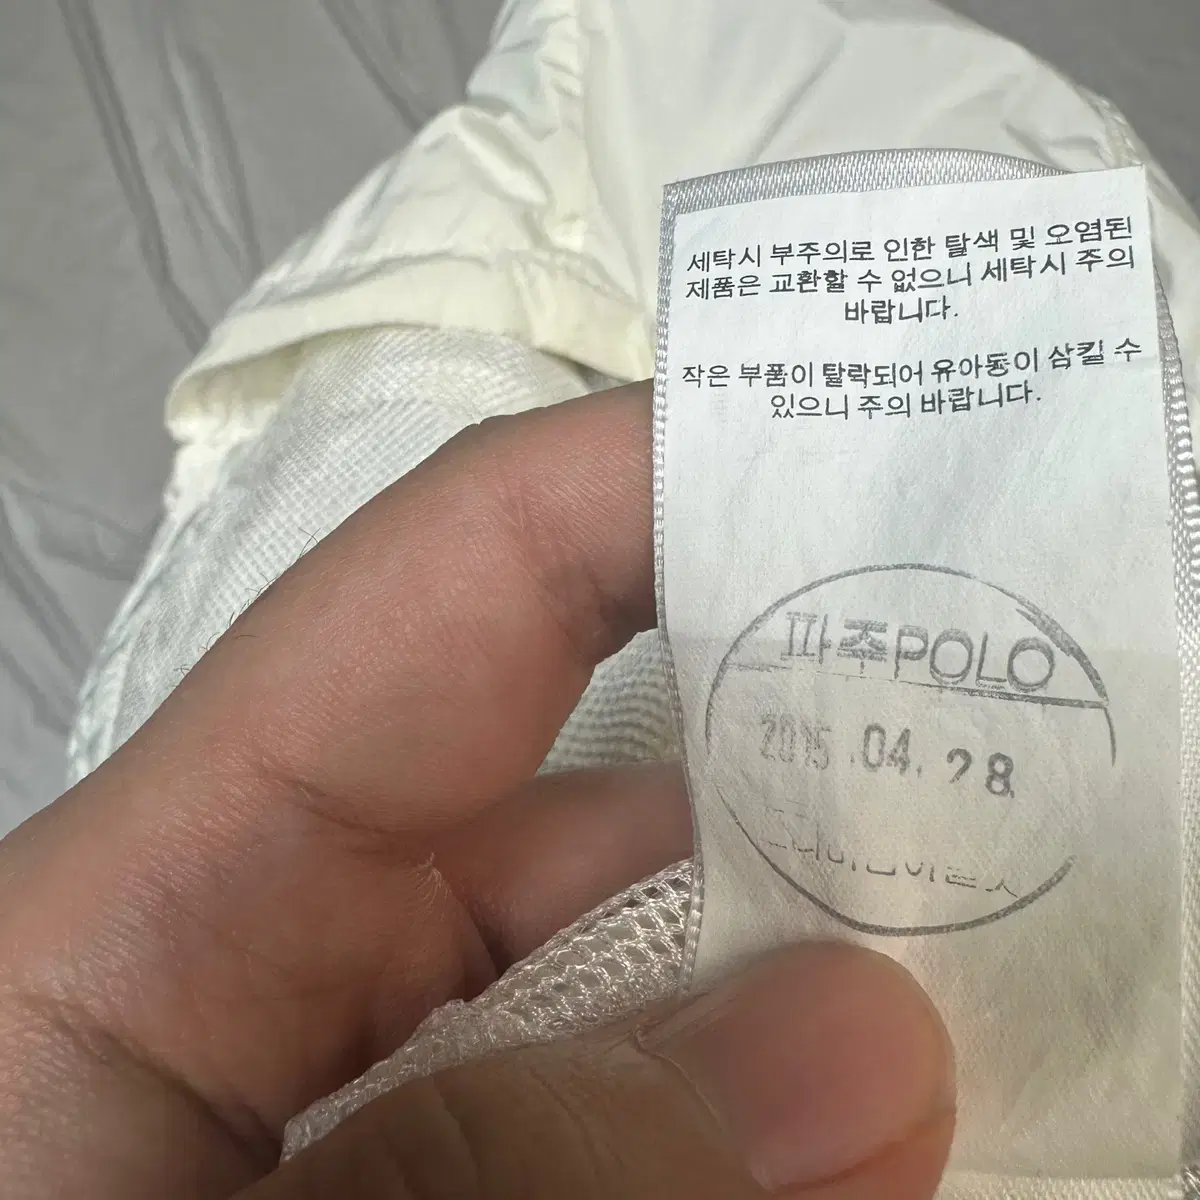 세탁시 부주의로 인한 탈색 및 오염된
제품은 교환할 수 없으니 세탁시 주의
바랍니다.
작은 부품이 탈락되어 유아동이 삼킬 수
있으니 주의 바랍니다.
파주POLO
2015.04.28